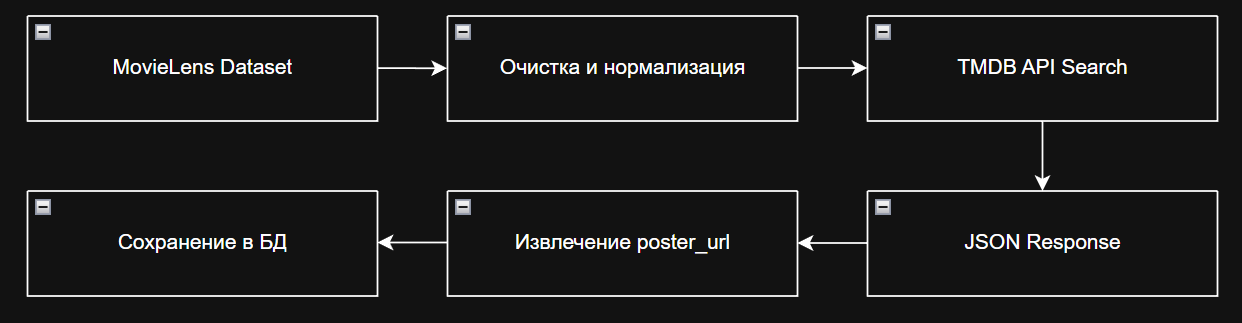 MovieLens Dataset
Очистка и нормализация
TMDB API Search
Сохранение в БД
Извлечение poster_url
JSON Response